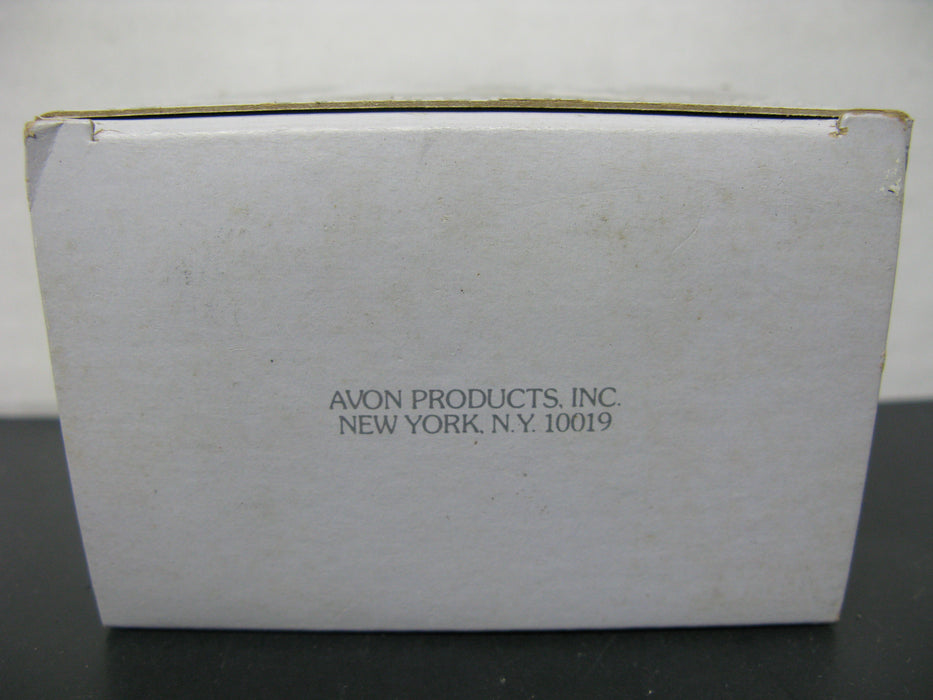 AVON PRODUCTS, INC.
NEW YORK, N.Y. 10019